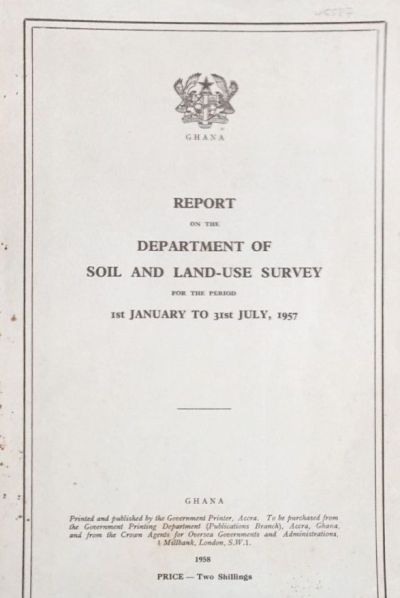 GHANA
REPORT
ON THE
DEPARTMENT OF
SOIL AND LAND-USE SURVEY
FOR THE PERIOD
1st JANUARY TO 31st JULY, 1957
GHANA
Printed and published by the Government Printer, Accra. To be purchased from
the Government Printing Department (Publications Branch), Accra, Ghana,
and from the Crown Agents for Oversea Governments and Administrations,
4 Millbank, London, S.W.1.
1958
PRICE — Two Shillings